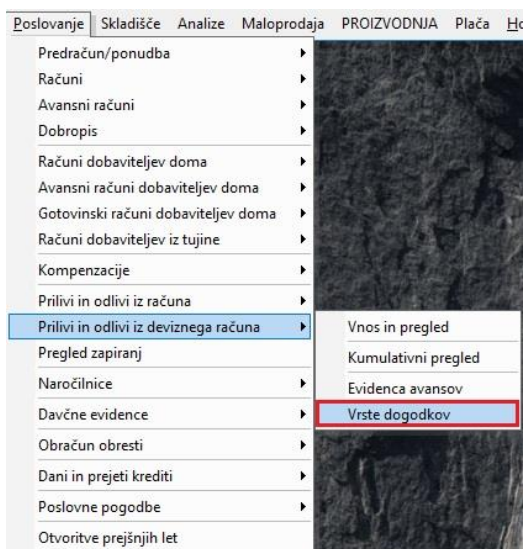 Poslovanje Skladišče Analize Maloprodaja PROIZVODNJA Plača
Predračun/ponudba
Računi
Avansni računi
Dobropis
Računi dobaviteljev doma
Avansni računi dobaviteljev doma
Gotovinski računi dobaviteljev doma
Računi dobaviteljev iz tujine
Kompenzacije
Prilivi in odlivi iz računa
Prilivi in odlivi iz deviznega računa
Pregled zapiranj
Naročilnice
Davčne evidence
Obračun obresti
Dani in prejeti krediti
Poslovne pogodbe
Otvoritve prejšnjih let
Vnos in pregled
Kumulativni pregled
Evidenca avansov
Vrste dogodkov